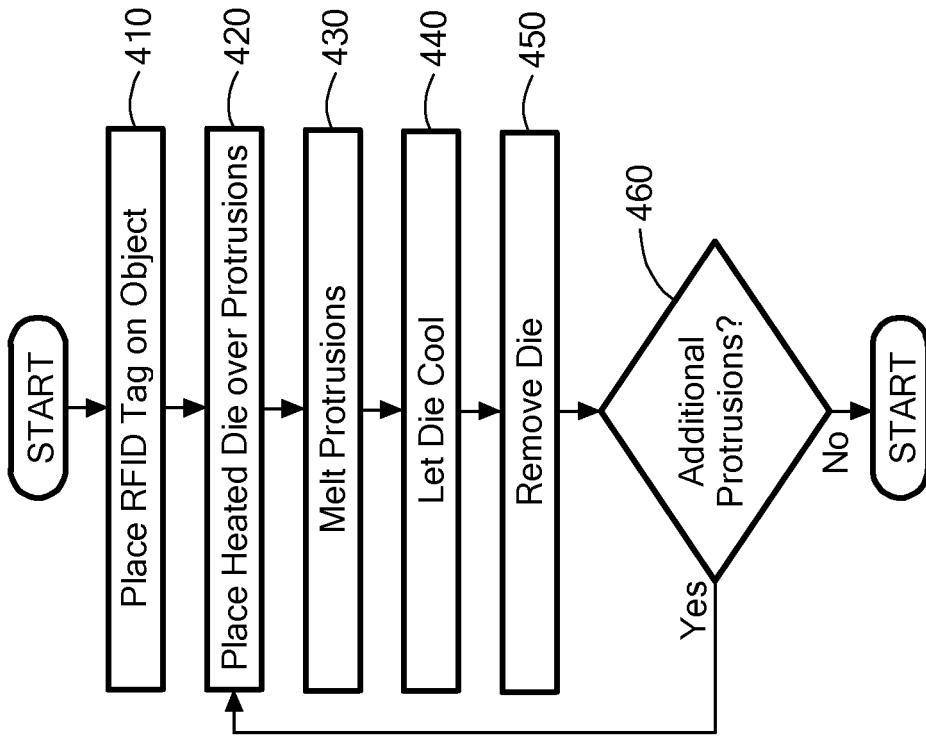 START
Place RFID Tag on Object
410
Place Heated Die over Protrusions
420
Melt Protrusions
430
Let Die Cool
440
Remove Die
450
Additional
Protrusions?
460
Yes
No
START